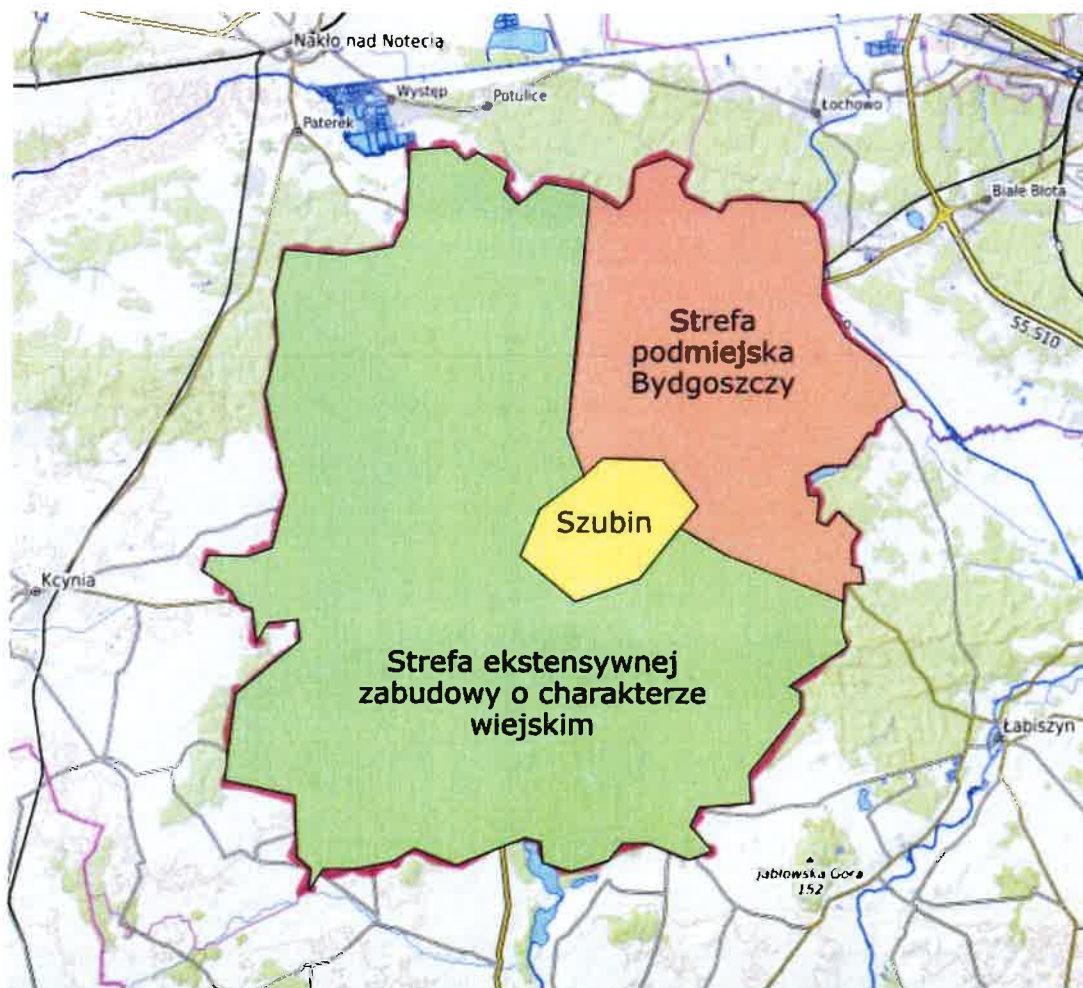 Nakło nad Notecią
Występ
Potulice
Paterek
Łochowo
Białe Błota
Strefa
podmiejska
Bydgoszczy
S5.S10
Szubin
Kcynia
Strefa ekstensywnej
zabudowy o charakterze
wiejskim
Łabiszyn
Jabłowska Góra
152